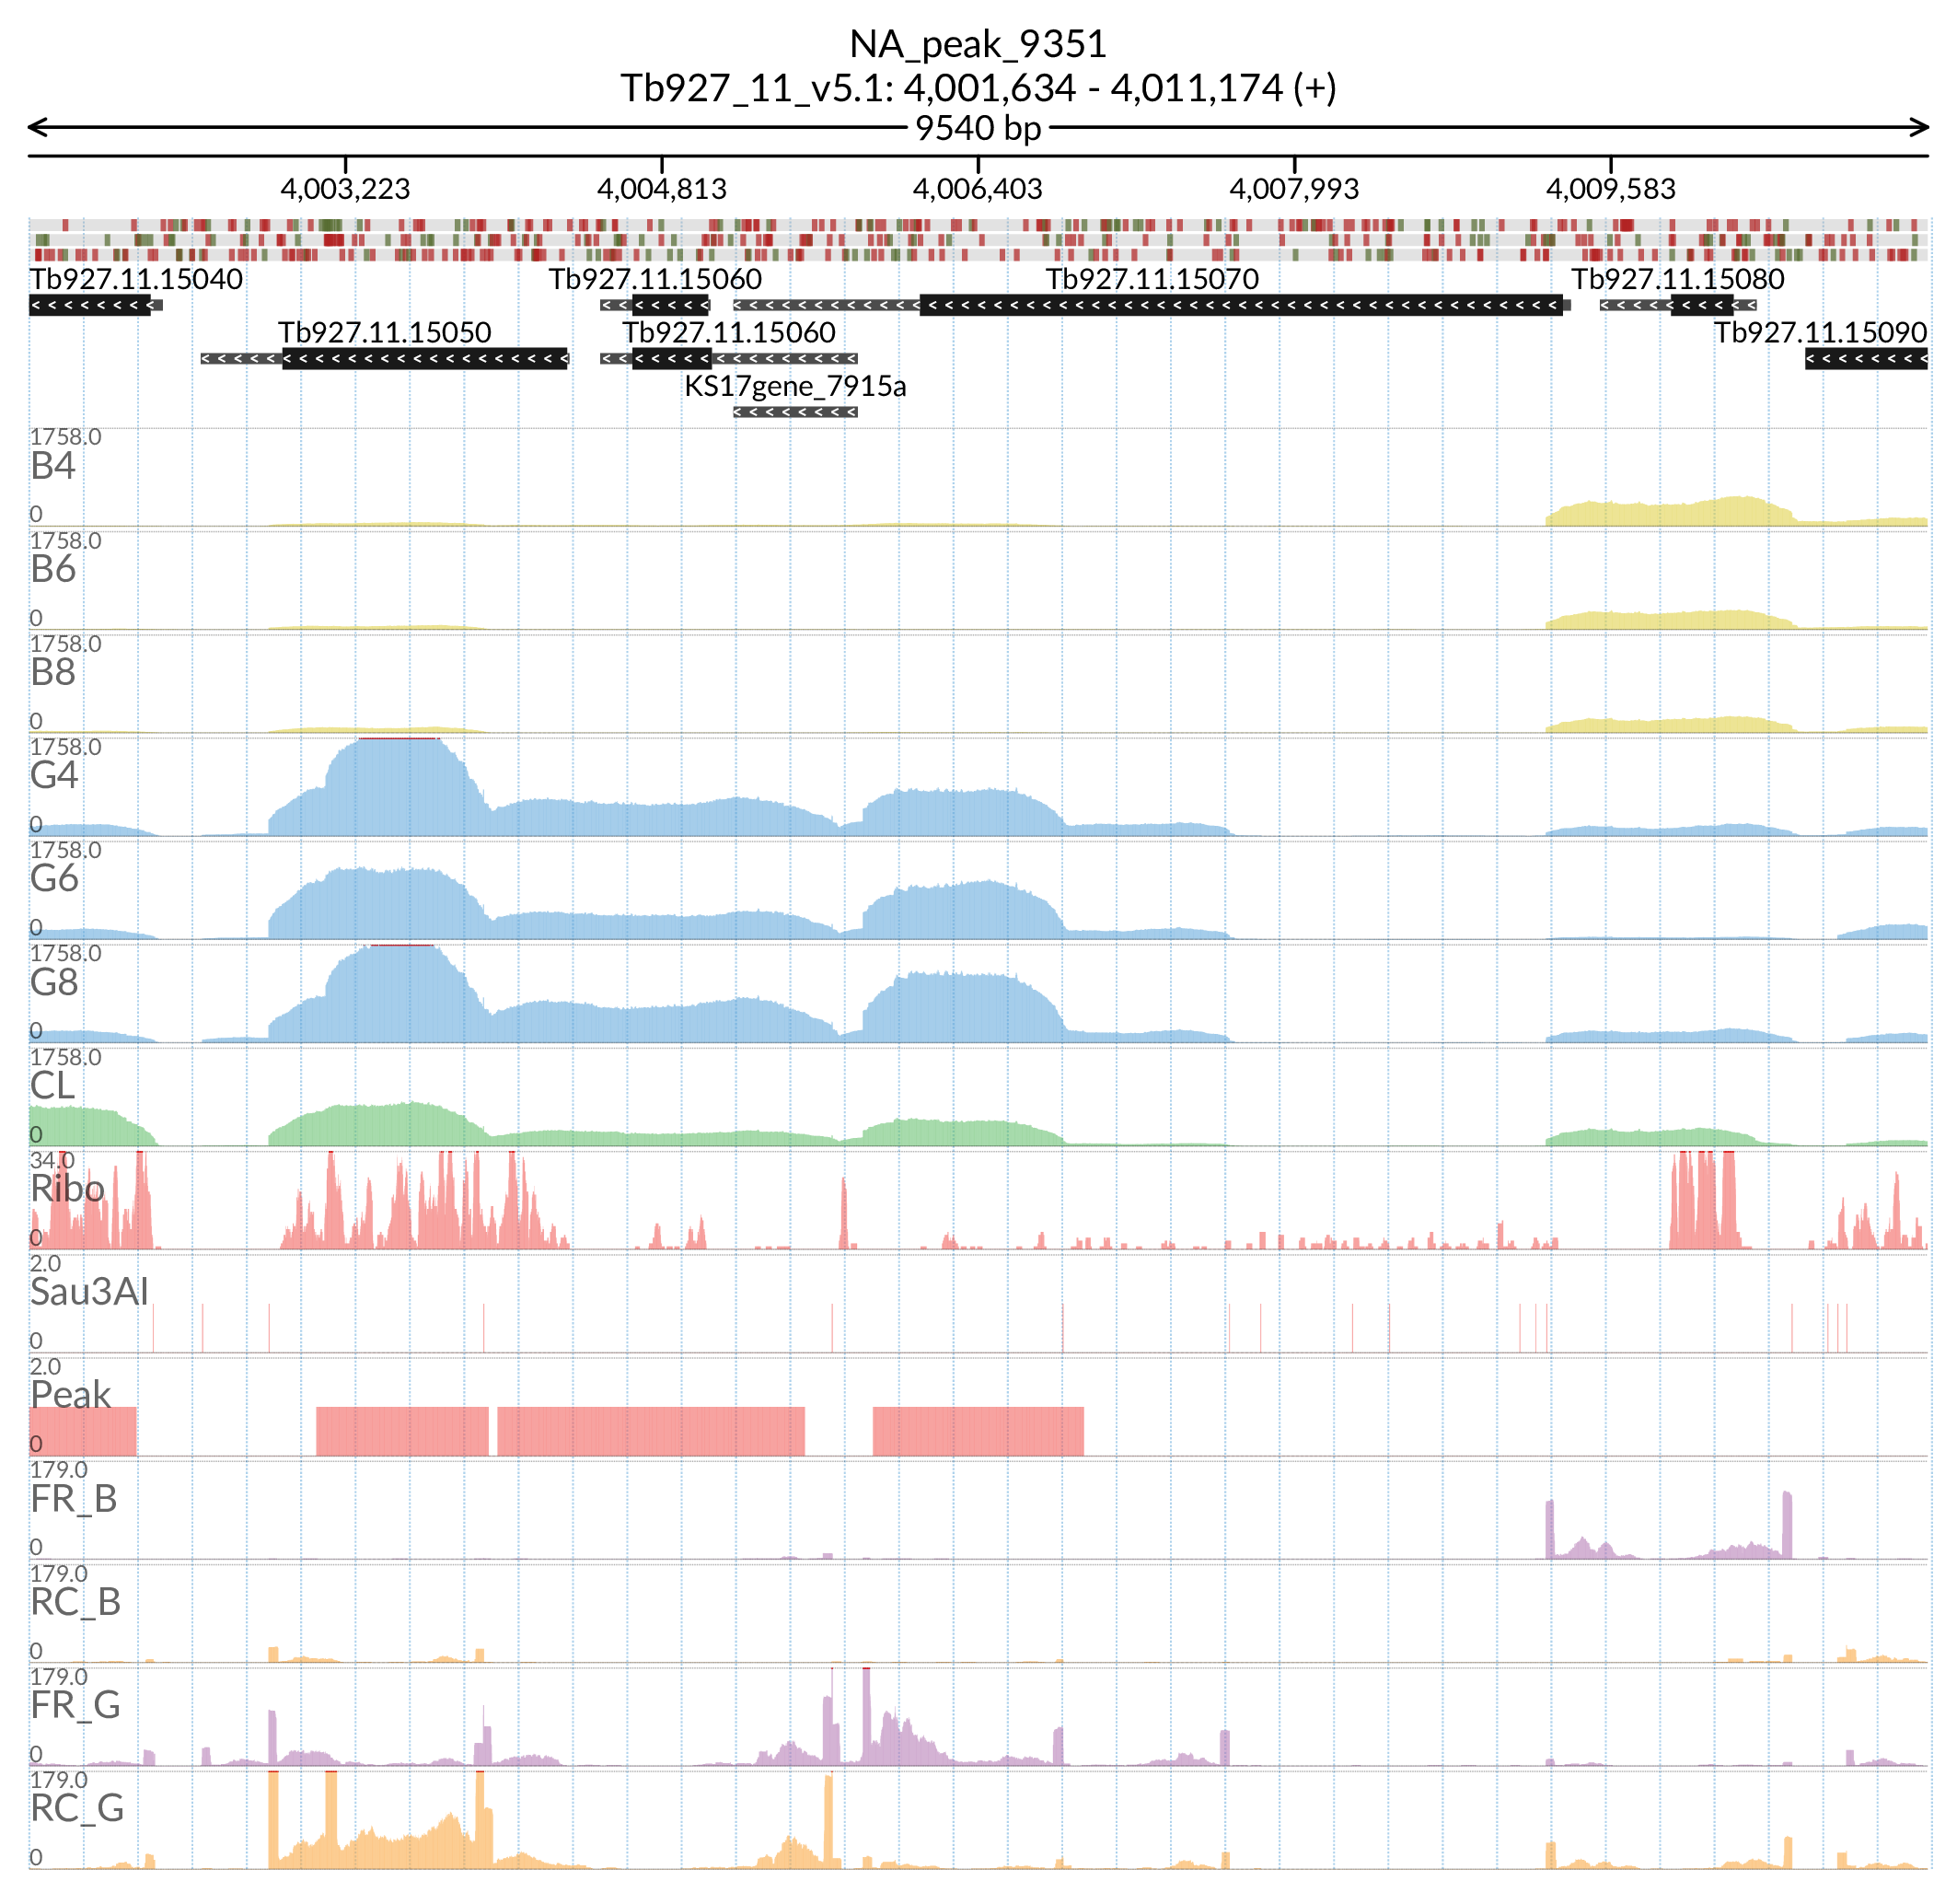 NA_peak_9351
Tb927_11_v5.1: 4,001,634 - 4,011,174 (+)
9540 bp
4,003,223 4,004,813 4,006,403 4,007,993 4,009,583
Tb927.11.15040 Tb927.11.15060 Tb927.11.15070 Tb927.11.15080
Tb927.11.15050 Tb927.11.15060 Tb927.11.15090
KS17gene_7915a
1758.0
B4
0
1758.0
B6
0
1758.0
B8
0
1758.0
G4
0
1758.0
G6
0
1758.0
G8
0
1758.0
CL
0
34.0
Ribo
0
2.0
Sau3AI
0
2.0
Peak
0
179.0
FR_B
0
179.0
RC_B
0
179.0
FR_G
0
179.0
RC_G
0